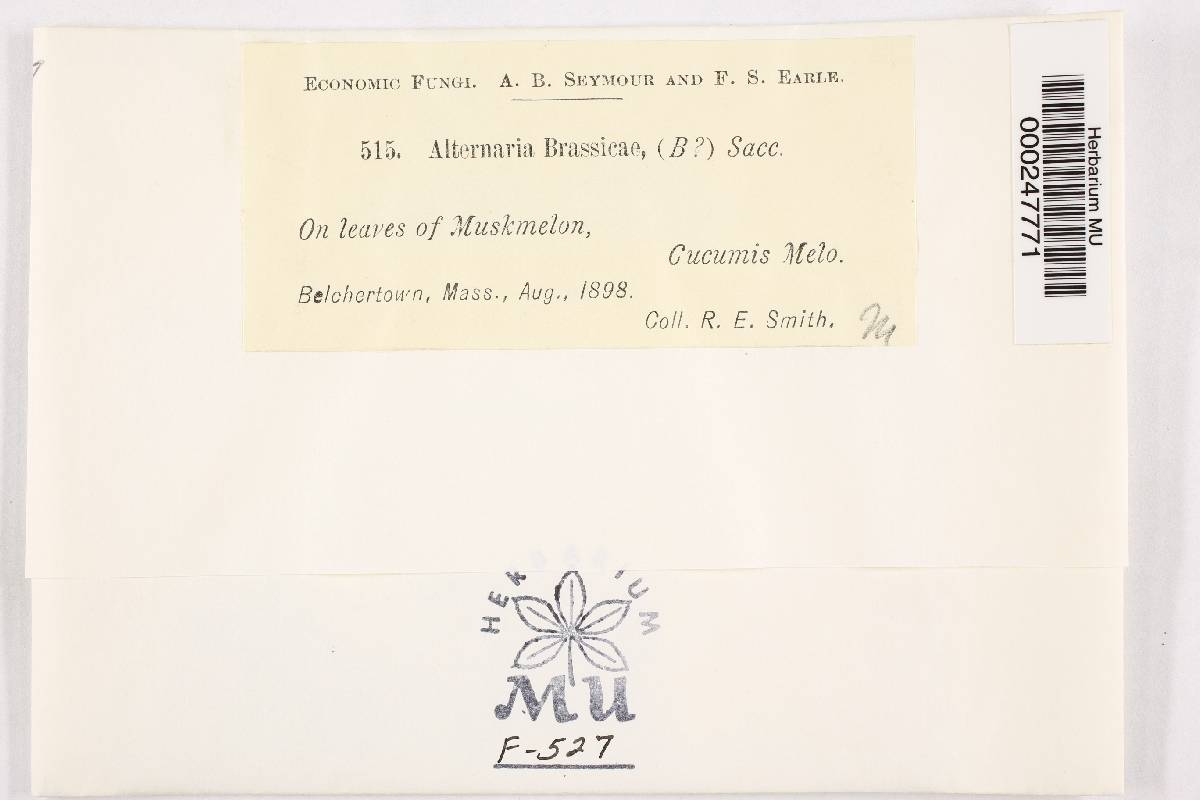 ECONOMIC FUNGI. A. B. SEYMOUR AND F. S. EARLE.
515. Alternaria Brassicae, (B?) Sacc.
On leaves of Muskmelon,
Cucumis Melo.
Belchertown, Mass., Aug., 1898.
Coll. R. E. Smith.
Herbarium MU
000247771
MU
F-527